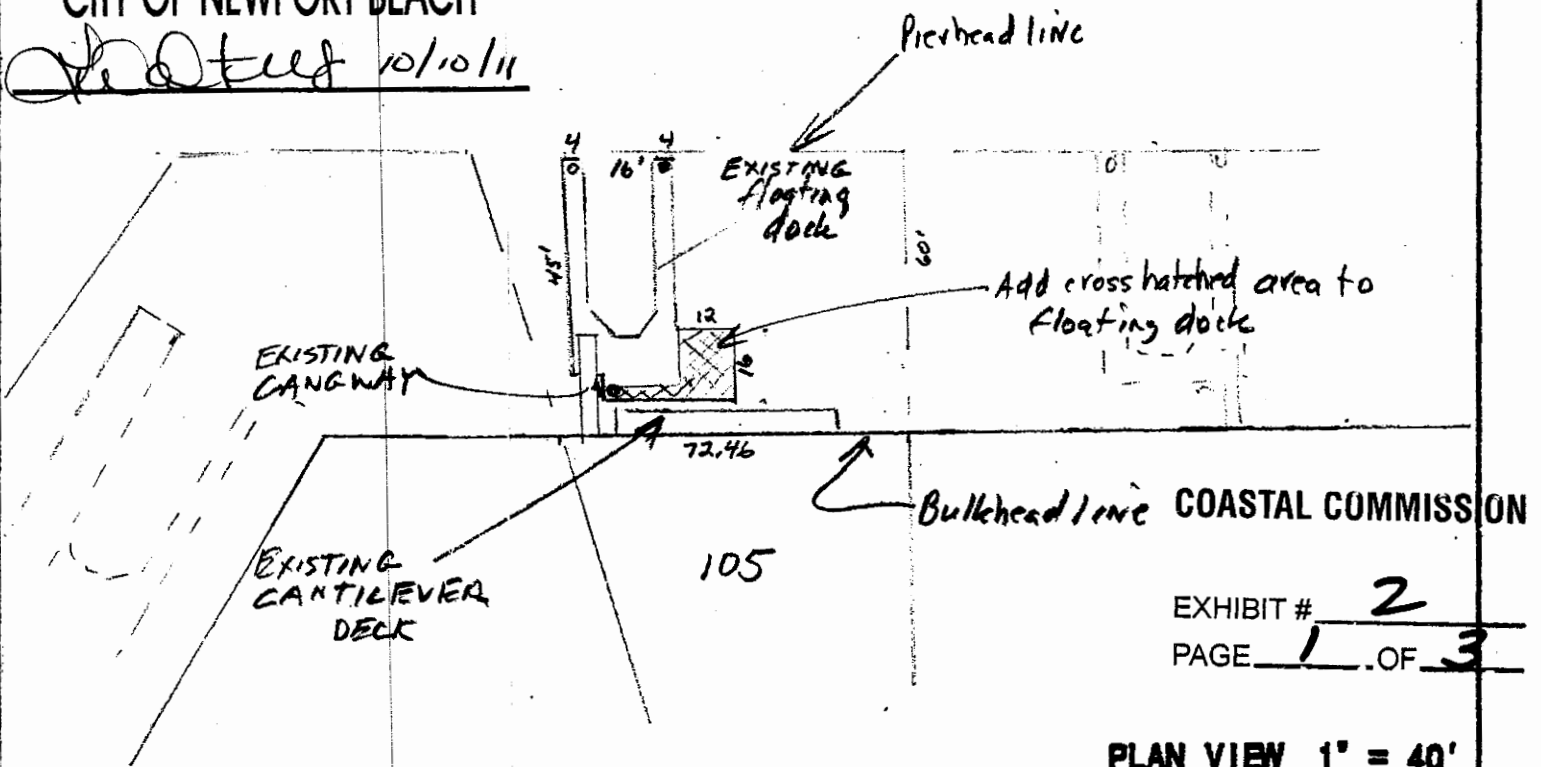 CITY OF NEWPORT BEACH
10/10/11
Pierhead line
4
4
16'
EXISTING
floating
dock
45'
60'
Add cross hatched area to
floating dock
12
16
EXISTING
GANGWAY
72.46
Bulkhead line
COASTAL COMMISSION
EXISTING
CANTILEVER
DECK
105
EXHIBIT # 2
PAGE 1 OF 3
PLAN VIEW 1" = 40'